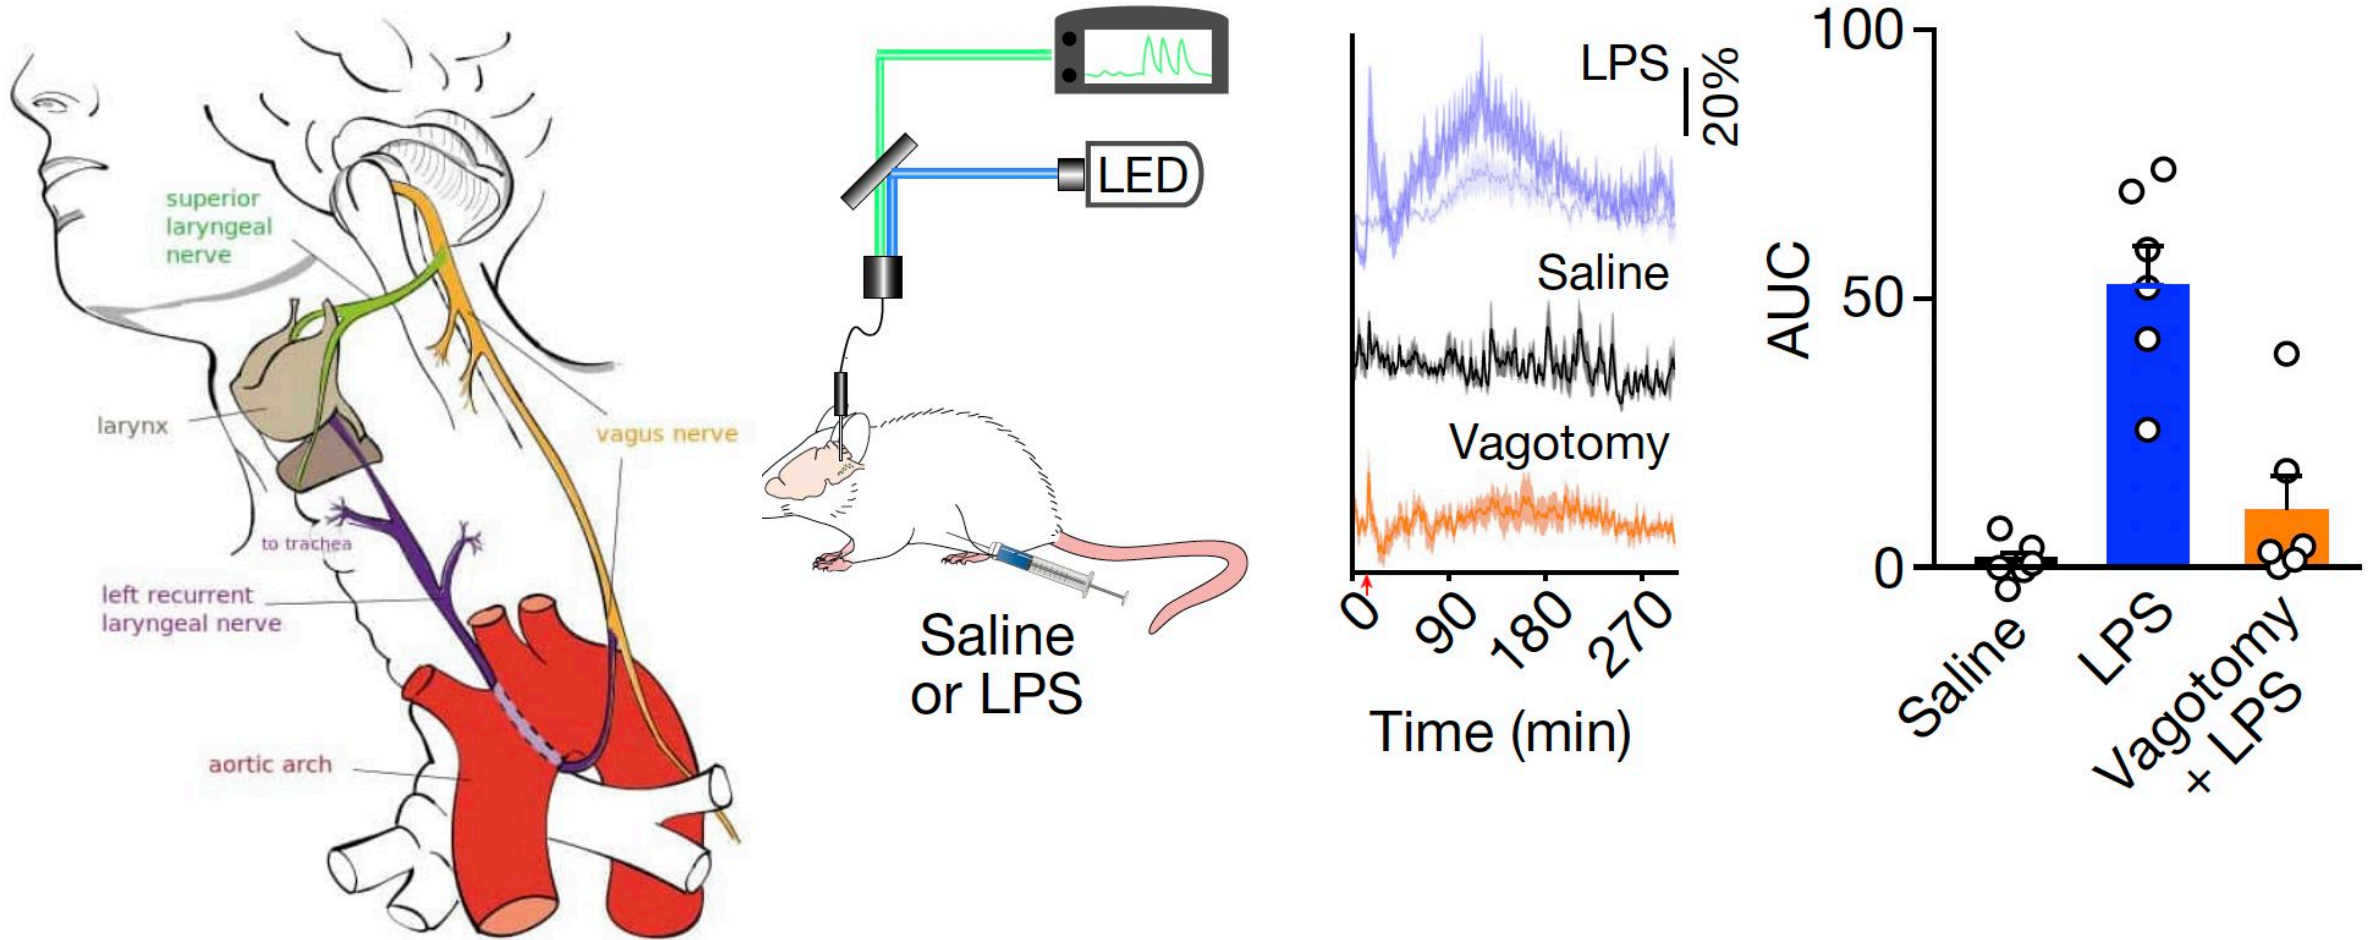 superior
laryngeal
nerve
larynx
vagus nerve
to trachea
left recurrent
laryngeal nerve
aortic arch
LED
Saline
or LPS
LPS
20%
Saline
Vagotomy
0
90
180
270
Time (min)
AUC
100
50
0
Saline
LPS
Vagotomy
+ LPS